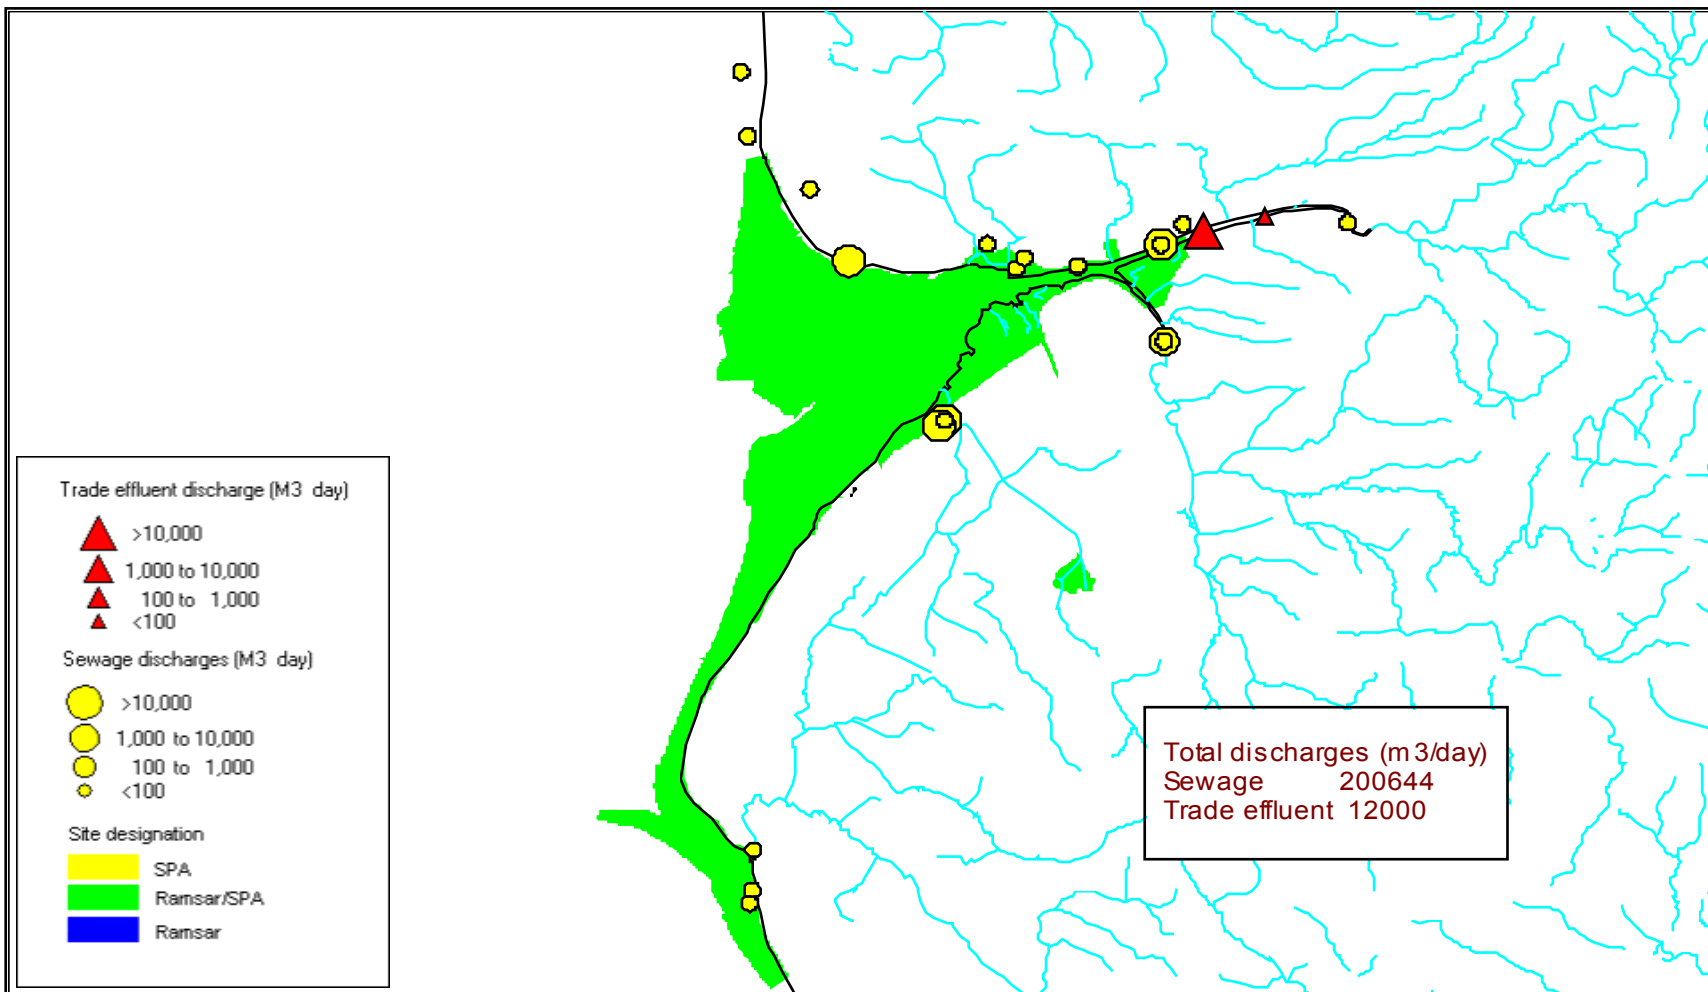 Trade effluent discharge (M3 day)
>10,000
1,000 to 10,000
100 to 1,000
<100
Sewage discharges (M3 day)
>10,000
1,000 to 10,000
100 to 1,000
<100
Site designation
SPA
Ramsar/SPA
Ramsar
Total discharges (m3/day)
Sewage 200644
Trade effluent 12000